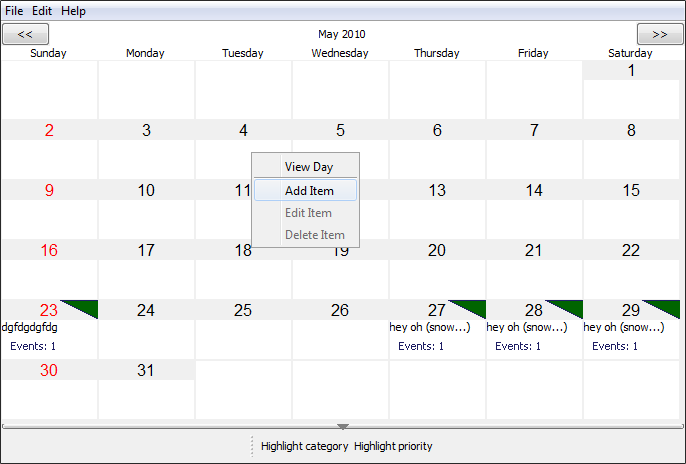 File Edit Help
<< May 2010 >>
Sunday Monday Tuesday Wednesday Thursday Friday Saturday
1
2 3 4 5 6 7 8
View Day
9 10 11 Add Item 13 14 15
Edit Item
Delete Item
16 17 18 19 20 21 22
23 24 25 26 27 28 29
dgfdgdgfdg hey oh (snow...) hey oh (snow...) hey oh (snow...)
Events: 1 Events: 1 Events: 1 Events: 1
30 31
Highlight category Highlight priority